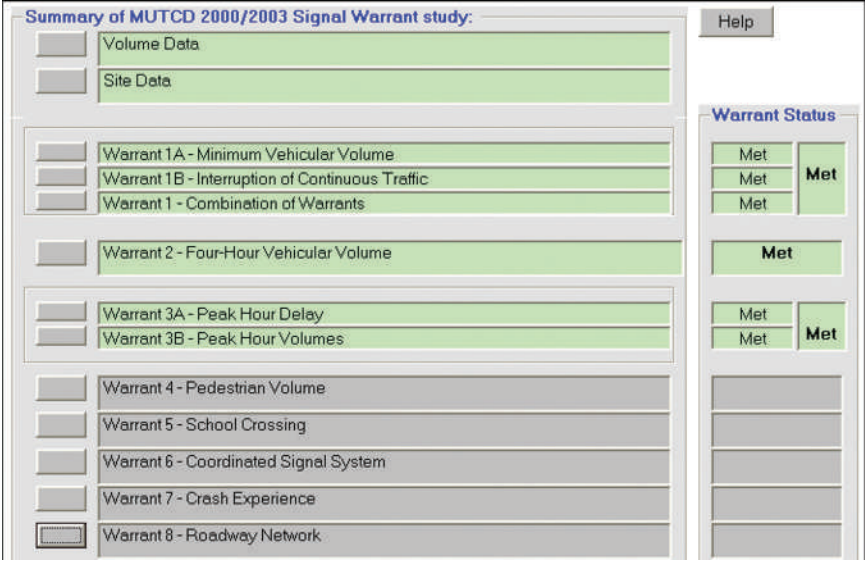 Summary of MUTCD 2000/2003 Signal Warrant study:
Help
Volume Data
Site Data
Warrant Status
Warrant 1A - Minimum Vehicular Volume
Met
Warrant 1B - Interruption of Continuous Traffic
Met
Met
Warrant 1 - Combination of Warrants
Met
Warrant 2 - Four-Hour Vehicular Volume
Met
Warrant 3A - Peak Hour Delay
Met
Warrant 3B - Peak Hour Volumes
Met
Met
Warrant 4 - Pedestrian Volume
Warrant 5 - School Crossing
Warrant 6 - Coordinated Signal System
Warrant 7 - Crash Experience
Warrant 8 - Roadway Network